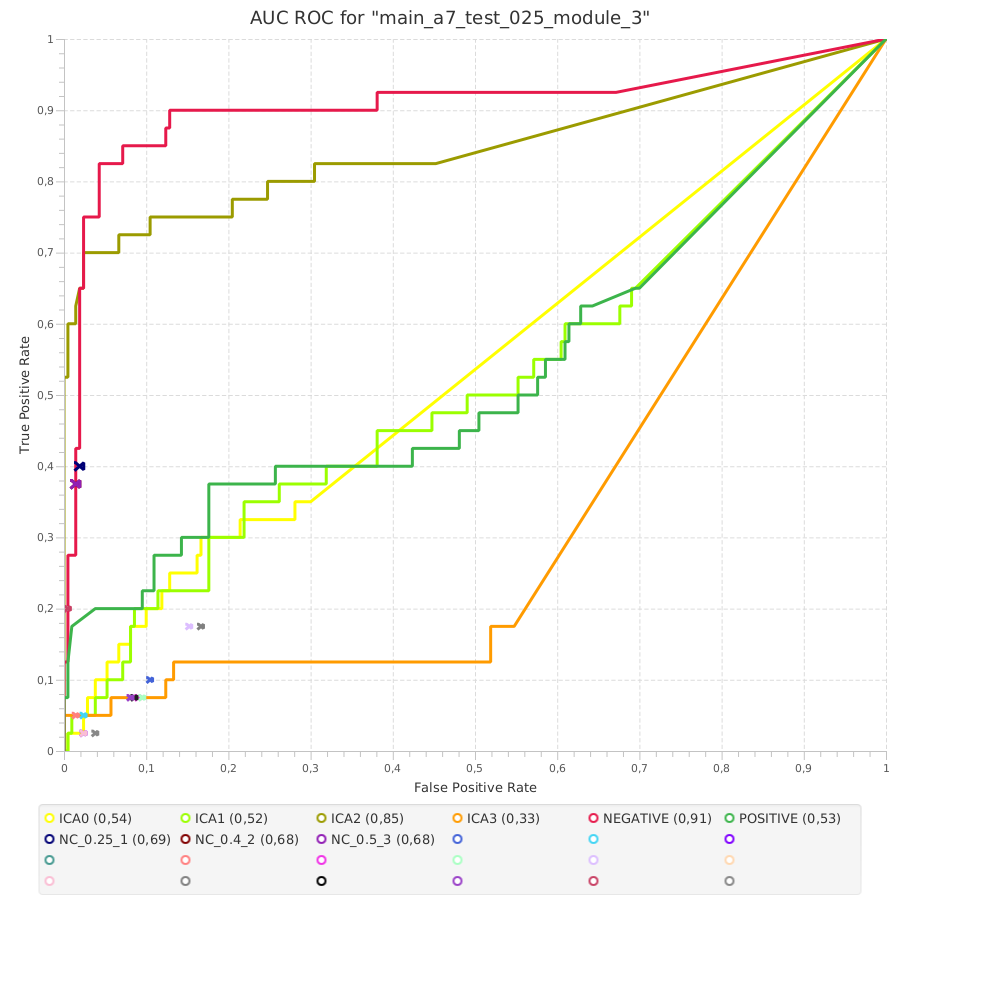 AUC ROC for "main_a7_test_025_module_3"
1
0,9
0,8
0,7
0,6
0,5
0,4
0,3
0,2
0,1
0
True Positive Rate
0 0,1 0,2 0,3 0,4 0,5 0,6 0,7 0,8 0,9 1
False Positive Rate
ICA0 (0,54) ICA1 (0,52) ICA2 (0,85) ICA3 (0,33) NEGATIVE (0,91) POSITIVE (0,53)
NC_0.25_1 (0,69) NC_0.4_2 (0,68) NC_0.5_3 (0,68)